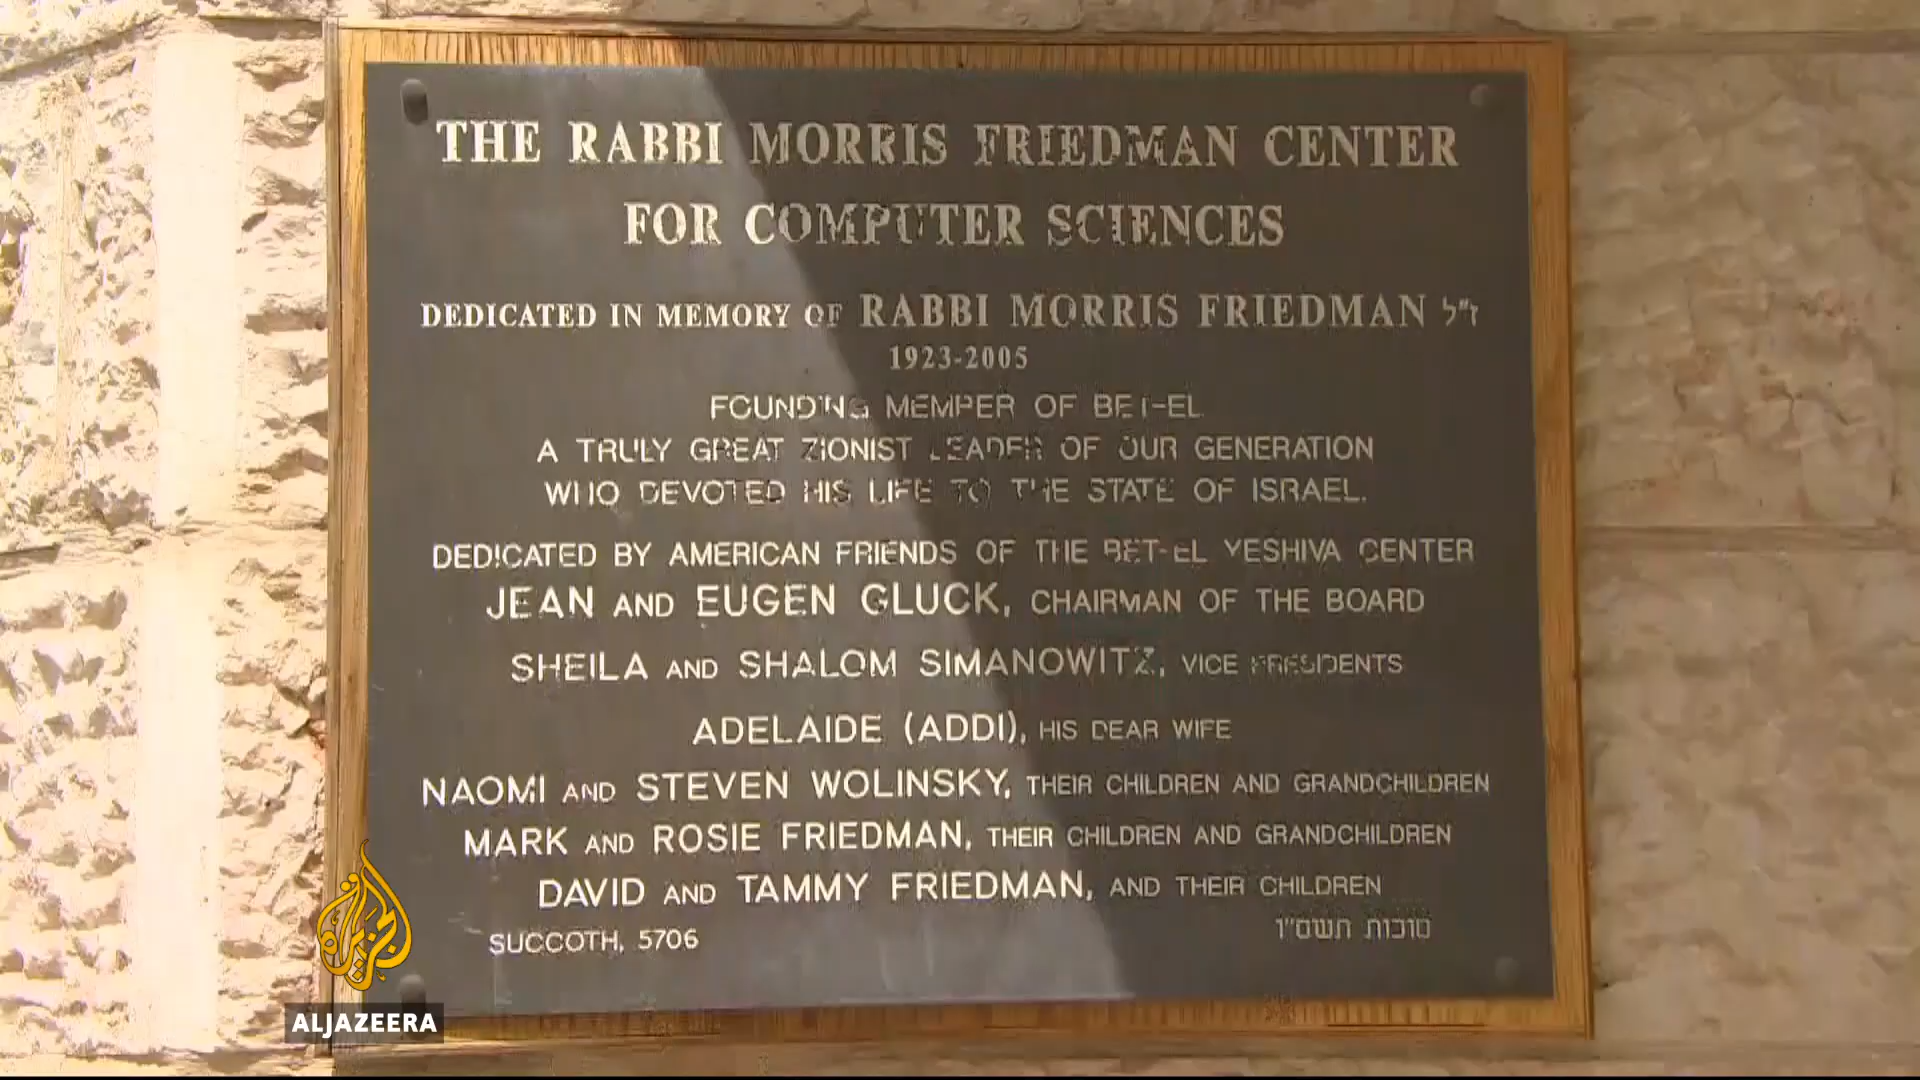 THE RABBI MORRIS FRIEDMAN CENTER
FOR COMPUTER SCIENCES
DEDICATED IN MEMORY OF RABBI MORRIS FRIEDMAN ז"ל
1923-2005
FOUNDING MEMBER OF BET-EL
A TRULY GREAT ZIONIST LEADER OF OUR GENERATION
WHO DEVOTED HIS LIFE TO THE STATE OF ISRAEL.
DEDICATED BY AMERICAN FRIENDS OF THE BET-EL YESHIVA CENTER
JEAN AND EUGEN GLUCK, CHAIRMAN OF THE BOARD
SHEILA AND SHALOM SIMANOWITZ, VICE PRESIDENTS
ADELAIDE (ADDI), HIS DEAR WIFE
NAOMI AND STEVEN WOLINSKY, THEIR CHILDREN AND GRANDCHILDREN
MARK AND ROSIE FRIEDMAN, THEIR CHILDREN AND GRANDCHILDREN
DAVID AND TAMMY FRIEDMAN, AND THEIR CHILDREN
SUCCOTH, 5706 סוכות תשס"ו
الجزيرة
ALJAZEERA